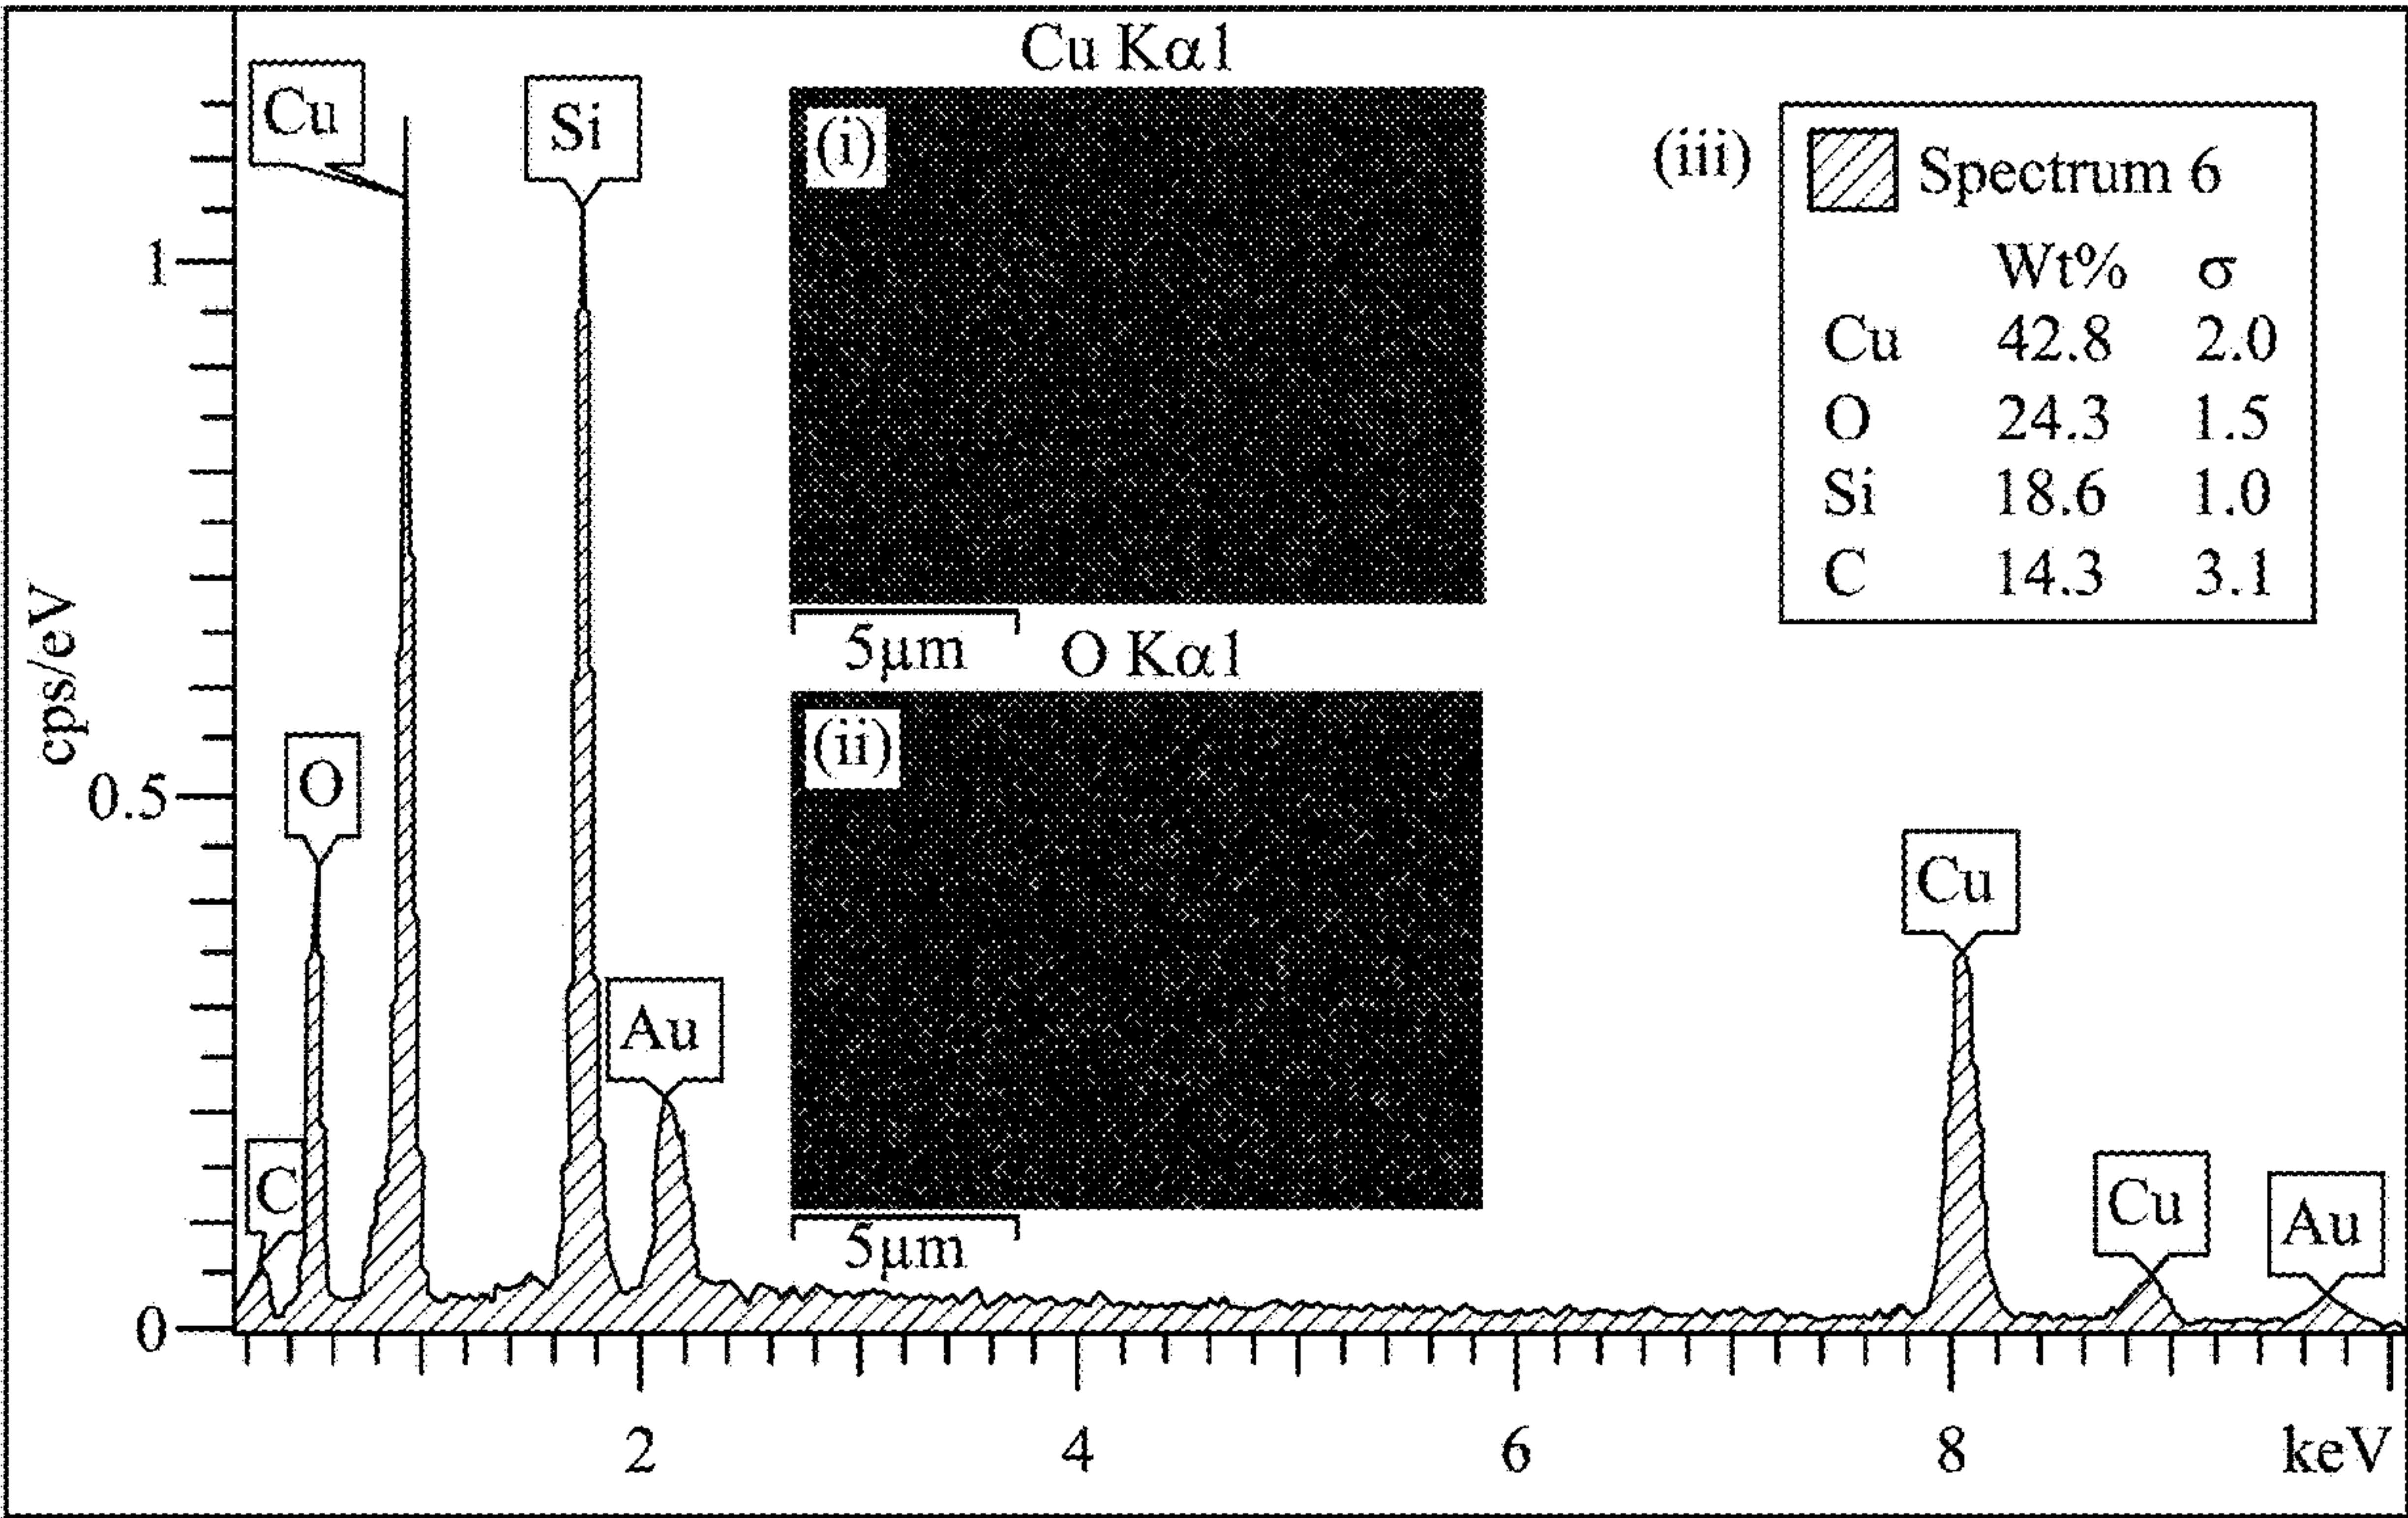 Cu Kα1
Cu
Si
(i)
(iii)
Spectrum 6
Wt% σ
Cu 42.8 2.0
O 24.3 1.5
Si 18.6 1.0
C 14.3 3.1
1
5μm
O Kα1
cps/eV
(ii)
O
0.5
Cu
Au
C
Cu
Au
5μm
0
2
4
6
8
keV